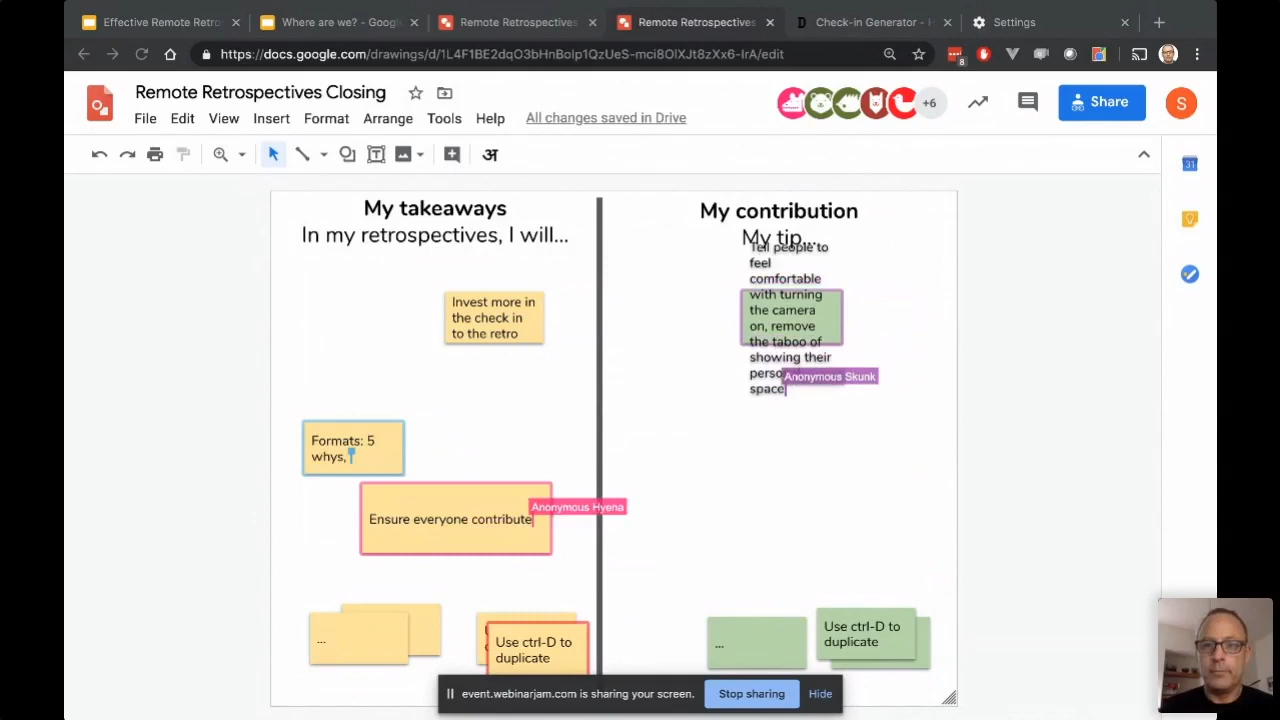 Effective Remote Retro
Where are we? - Google
Remote Retrospectives
Remote Retrospectives
Check-in Generator - H
Settings
https://docs.google.com/drawings/d/1L4F1BE2dqO3bHnBolp1QzUeS-mci8OlXJt8zXx6-IrA/edit
8
Remote Retrospectives Closing
+6
Share
S
File Edit View Insert Format Arrange Tools Help All changes saved in Drive
अ
31
My takeaways
In my retrospectives, I will...
Invest more in
the check in
to the retro
Formats: 5
whys,
Ensure everyone contribute
Anonymous Hyena
...
Use ctrl-D to
duplicate
My contribution
My tip...
Tell people to
feel
comfortable
with turning
the camera
on, remove
the taboo of
showing their
space
Anonymous Skunk
...
Use ctrl-D to
duplicate
event.webinarjam.com is sharing your screen.
Stop sharing
Hide